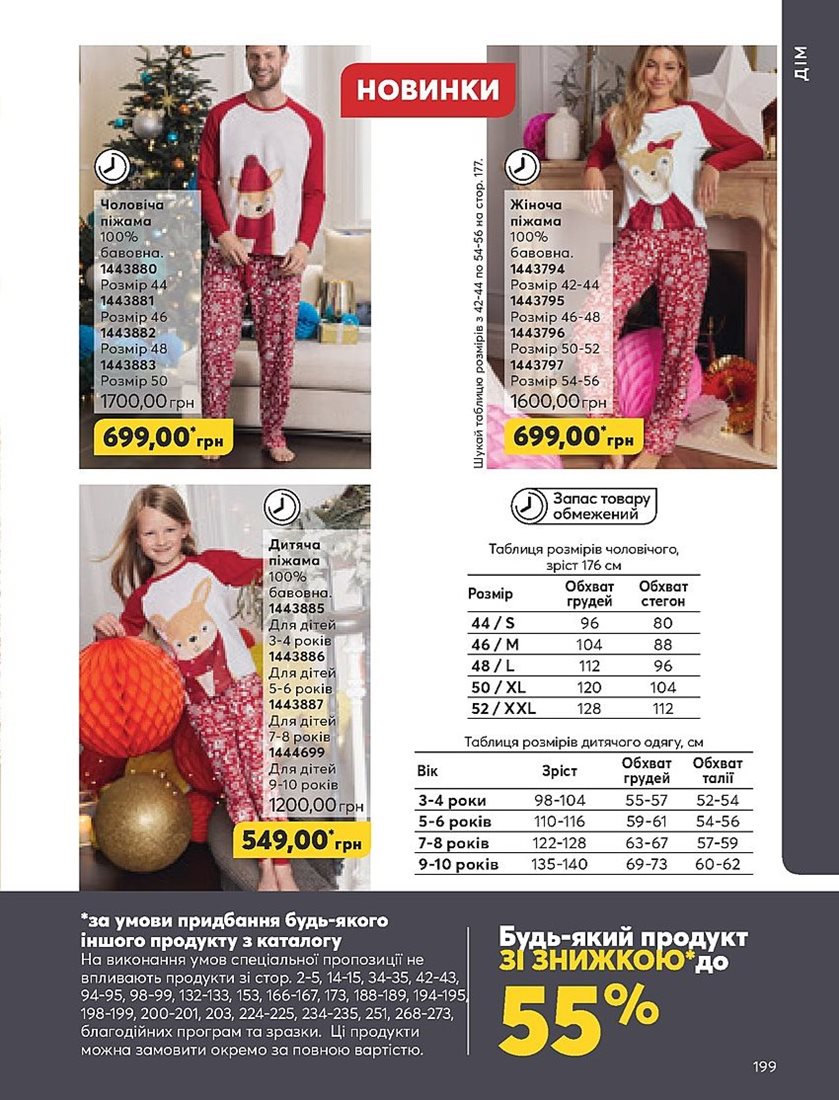 ДІМ
НОВИНКИ
Чоловіча
піжама
100%
бавовна.
1443880
Розмір 44
1443881
Розмір 46
1443882
Розмір 48
1443883
Розмір 50
1700,00 грн
699,00* грн
Шукай таблицю розмірів з 42-44 по 54-56 на стор. 177.
Жіноча
піжама
100%
бавовна.
1443794
Розмір 42-44
1443795
Розмір 46-48
1443796
Розмір 50-52
1443797
Розмір 54-56
1600,00 грн
699,00* грн
Дитяча
піжама
100%
бавовна.
1443885
Для дітей
3-4 років
1443886
Для дітей
5-6 років
1443887
Для дітей
7-8 років
1444699
Для дітей
9-10 років
1200,00 грн
549,00* грн
Запас товару
обмежений
Таблиця розмірів чоловічого,
зріст 176 см
Розмір Обхват грудей Обхват стегон
44 / S 96 80
46 / M 104 88
48 / L 112 96
50 / XL 120 104
52 / XXL 128 112
Таблиця розмірів дитячого одягу, см
Вік Зріст Обхват грудей Обхват талії
3-4 роки 98-104 55-57 52-54
5-6 років 110-116 59-61 54-56
7-8 років 122-128 63-67 57-59
9-10 років 135-140 69-73 60-62
*за умови придбання будь-якого
іншого продукту з каталогу
На виконання умов спеціальної пропозиції не
впливають продукти зі стор. 2-5, 14-15, 34-35, 42-43,
94-95, 98-99, 132-133, 153, 166-167, 173, 188-189, 194-195,
198-199, 200-201, 203, 224-225, 234-235, 251, 268-273,
благодійних програм та зразки. Ці продукти
можна замовити окремо за повною вартістю.
Будь-який продукт
ЗІ ЗНИЖКОЮ* до
55%
199